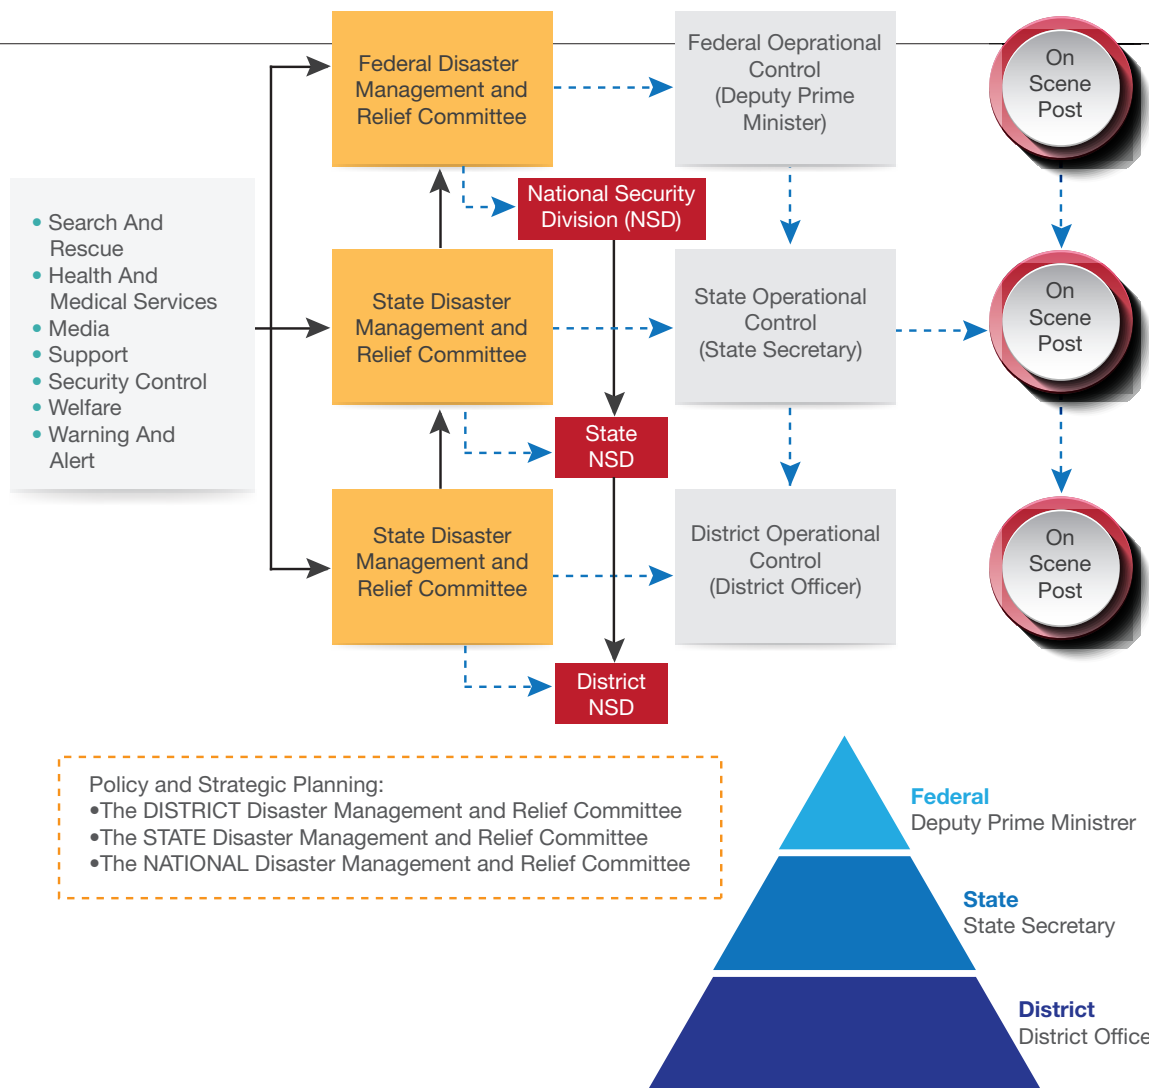 Federal Disaster
Management and
Relief Committee
Federal Oeprational
Control
(Deputy Prime
Minister)
On
Scene
Post
National Security
Division (NSD)
• Search And
Rescue
• Health And
Medical Services
• Media
• Support
• Security Control
• Welfare
• Warning And
Alert
State Disaster
Management and
Relief Committee
State Operational
Control
(State Secretary)
On
Scene
Post
State
NSD
State Disaster
Management and
Relief Committee
District Operational
Control
(District Officer)
On
Scene
Post
District
NSD
Policy and Strategic Planning:
•The DISTRICT Disaster Management and Relief Committee
•The STATE Disaster Management and Relief Committee
•The NATIONAL Disaster Management and Relief Committee
Federal
Deputy Prime Ministrer
State
State Secretary
District
District Office